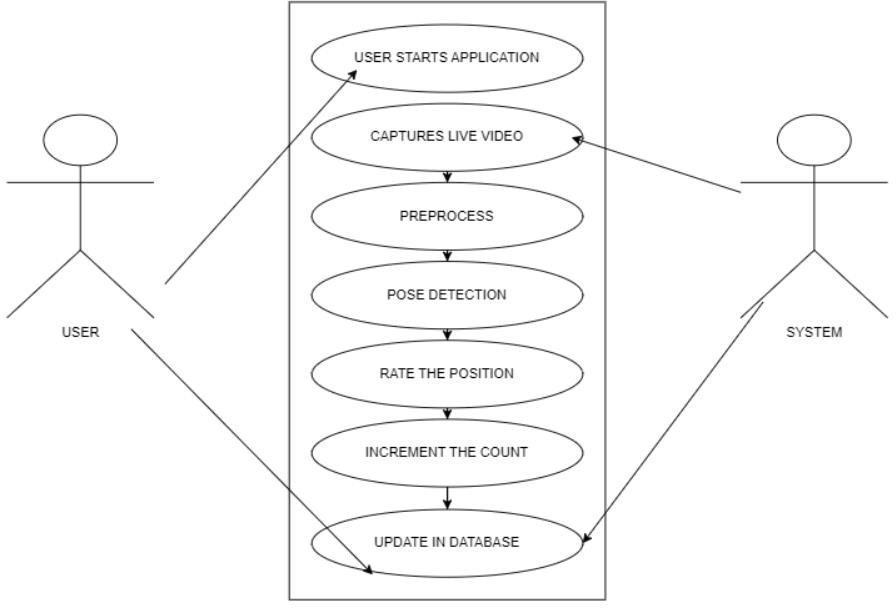 USER STARTS APPLICATION
CAPTURES LIVE VIDEO
PREPROCESS
POSE DETECTION
USER
SYSTEM
RATE THE POSITION
INCREMENT THE COUNT
UPDATE IN DATABASE